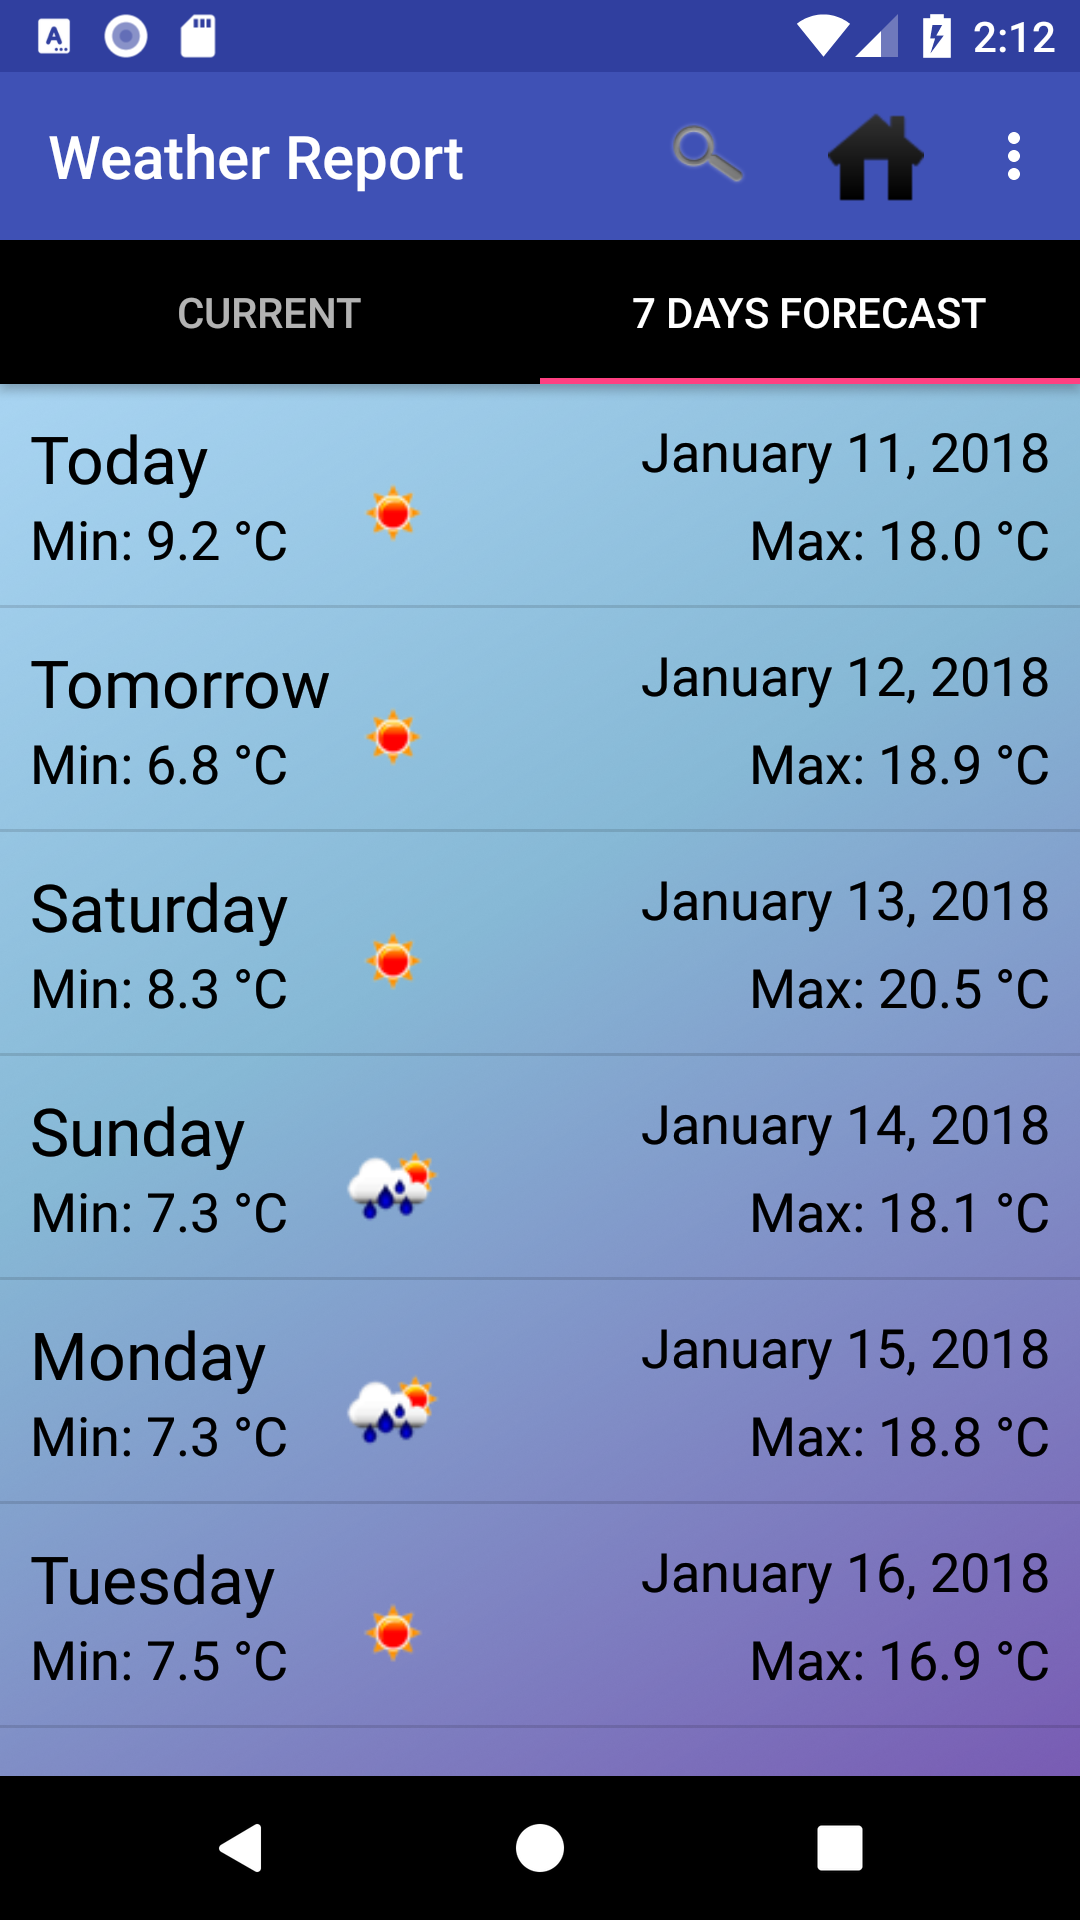 2:12
Weather Report
CURRENT
7 DAYS FORECAST
Today
January 11, 2018
Min: 9.2 °C
Max: 18.0 °C
Tomorrow
January 12, 2018
Min: 6.8 °C
Max: 18.9 °C
Saturday
January 13, 2018
Min: 8.3 °C
Max: 20.5 °C
Sunday
January 14, 2018
Min: 7.3 °C
Max: 18.1 °C
Monday
January 15, 2018
Min: 7.3 °C
Max: 18.8 °C
Tuesday
January 16, 2018
Min: 7.5 °C
Max: 16.9 °C